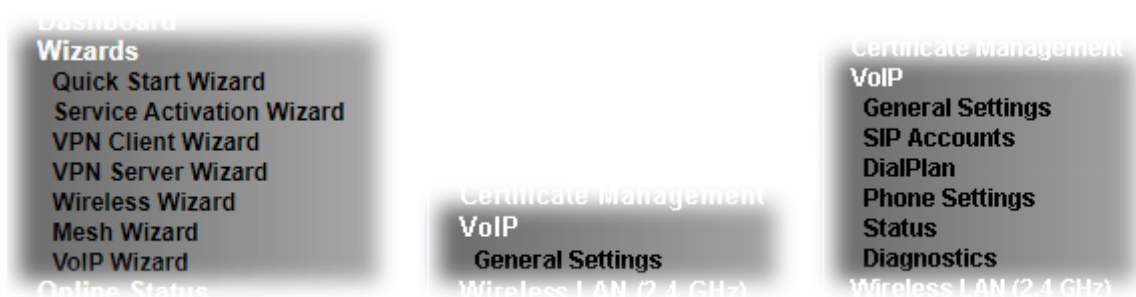 Dashboard
Wizards
Quick Start Wizard
Service Activation Wizard
VPN Client Wizard
VPN Server Wizard
Wireless Wizard
Mesh Wizard
VoIP Wizard
Online Status
Certificate Management
VoIP
General Settings
Wireless LAN (2.4 GHz)
Certificate Management
VoIP
General Settings
SIP Accounts
DialPlan
Phone Settings
Status
Diagnostics
Wireless LAN (2.4 GHz)